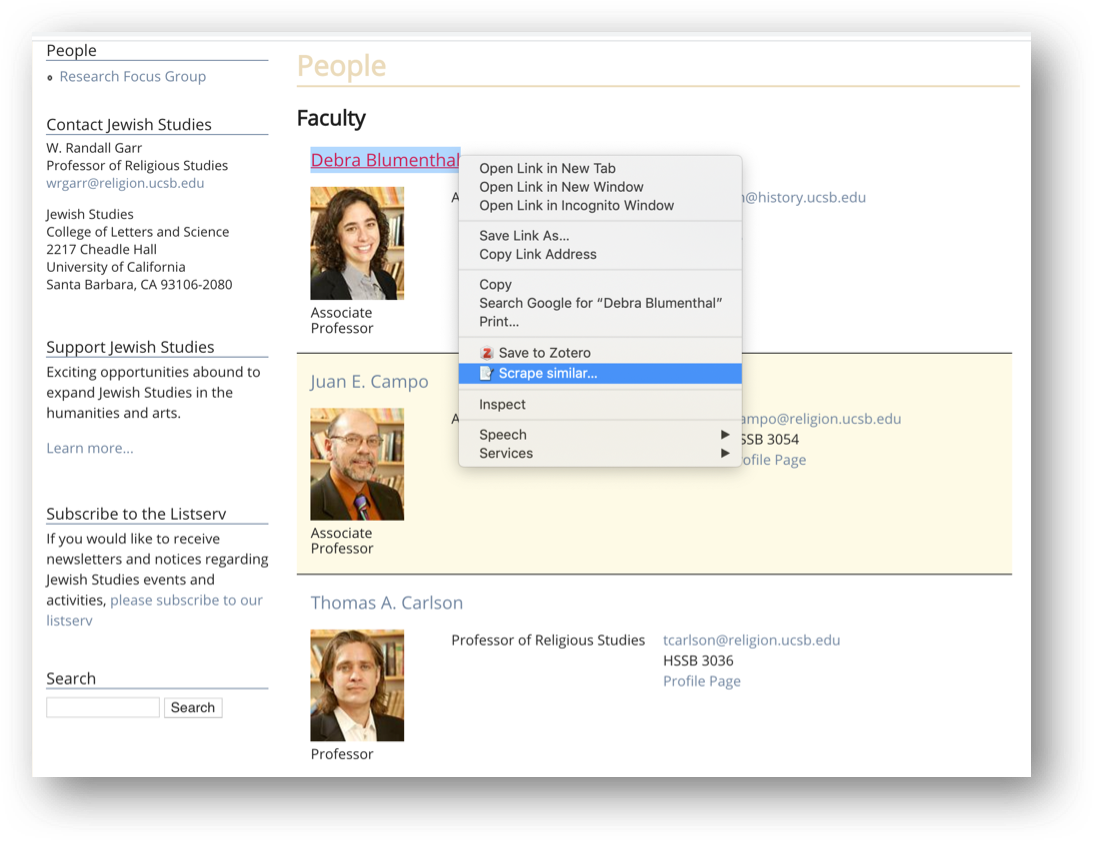 People
Research Focus Group
Contact Jewish Studies
W. Randall Garr
Professor of Religious Studies
wrgarr@religion.ucsb.edu
Jewish Studies
College of Letters and Science
2217 Cheadle Hall
University of California
Santa Barbara, CA 93106-2080
Support Jewish Studies
Exciting opportunities abound to
expand Jewish Studies in the
humanities and arts.
Learn more...
Subscribe to the Listserv
If you would like to receive
newsletters and notices regarding
Jewish Studies events and
activities, please subscribe to our
listserv
Search
Search
People
Faculty
Debra Blumenthal
A
n@history.ucsb.edu
Associate
Professor
Open Link in New Tab
Open Link in New Window
Open Link in Incognito Window
Save Link As...
Copy Link Address
Copy
Search Google for “Debra Blumenthal”
Print...
Save to Zotero
Scrape similar...
Inspect
Speech
Services
Juan E. Campo
A
ampo@religion.ucsb.edu
SSB 3054
ofile Page
Associate
Professor
Thomas A. Carlson
Professor of Religious Studies
tcarlson@religion.ucsb.edu
HSSB 3036
Profile Page
Professor